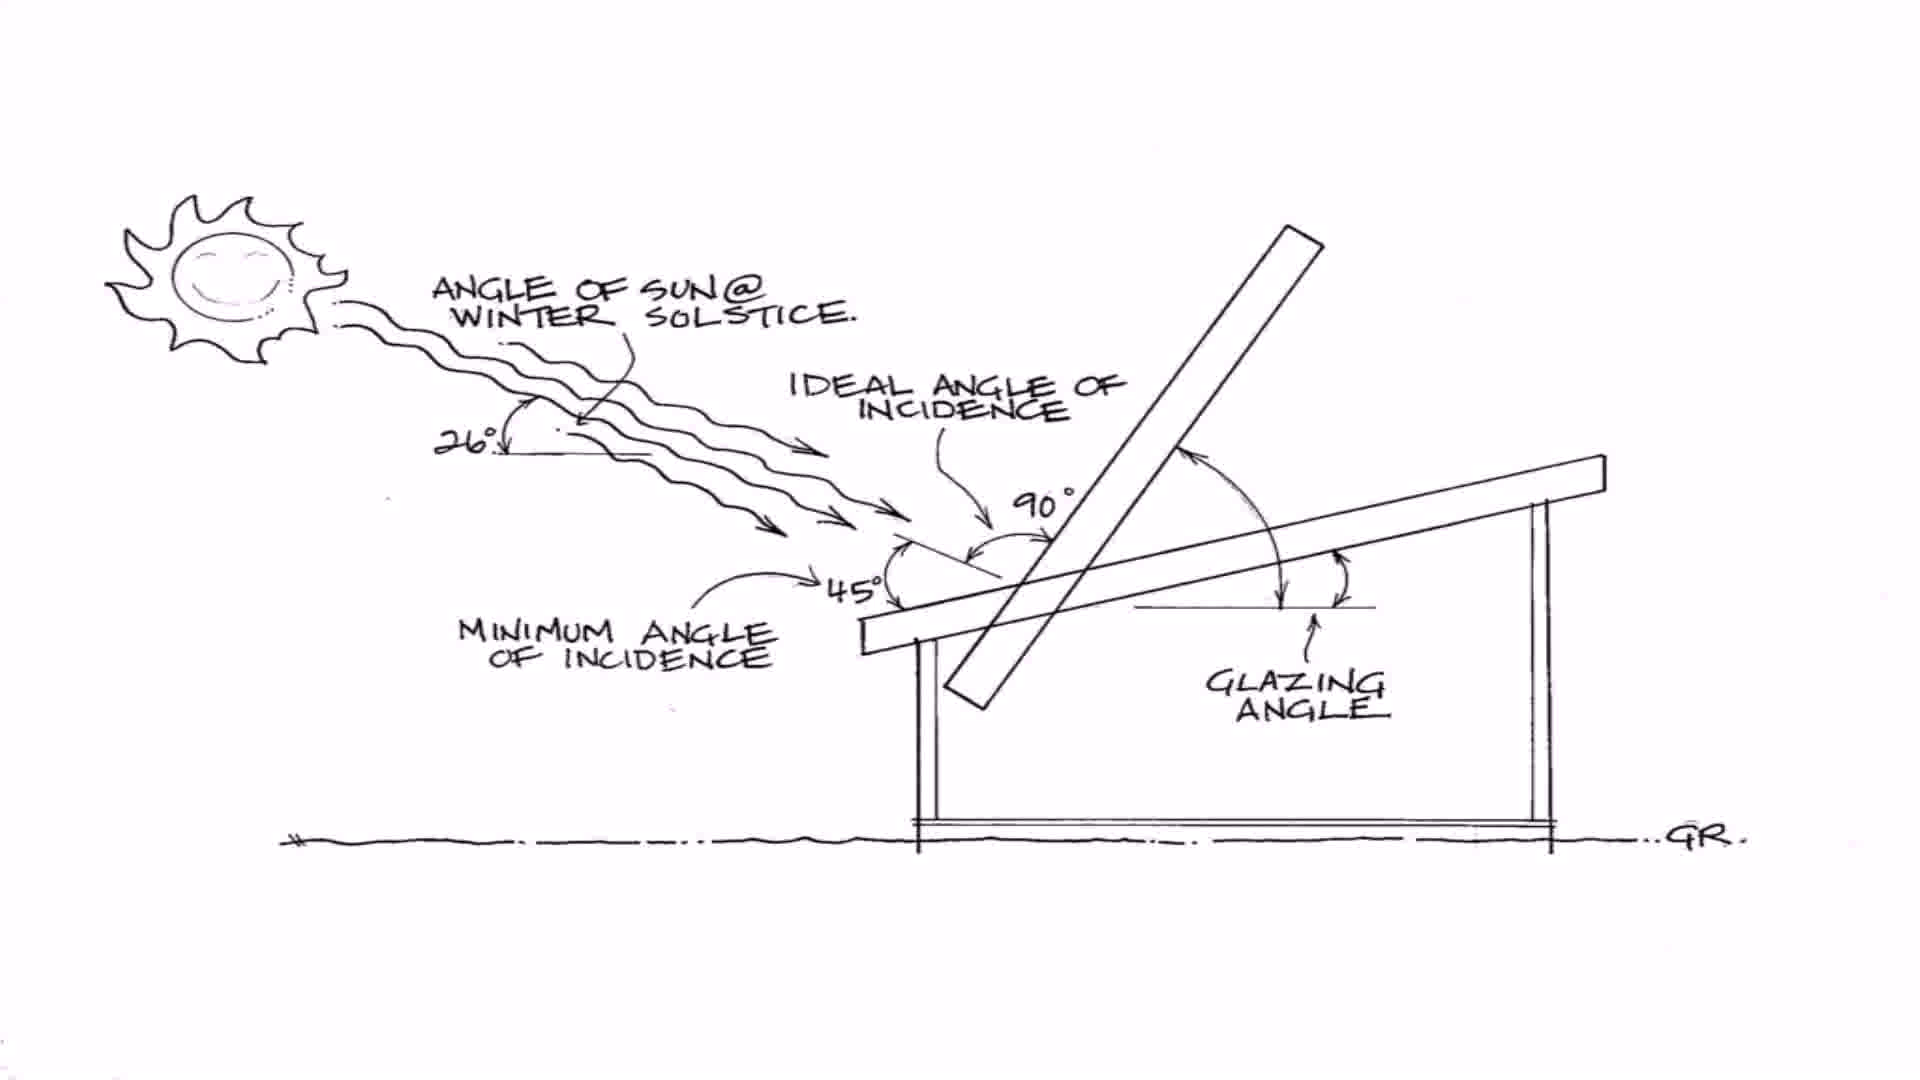 ANGLE OF SUN @
WINTER SOLSTICE.
IDEAL ANGLE OF
INCIDENCE
26°
90°
45°
MINIMUM ANGLE
OF INCIDENCE
GLAZING
ANGLE
GR.